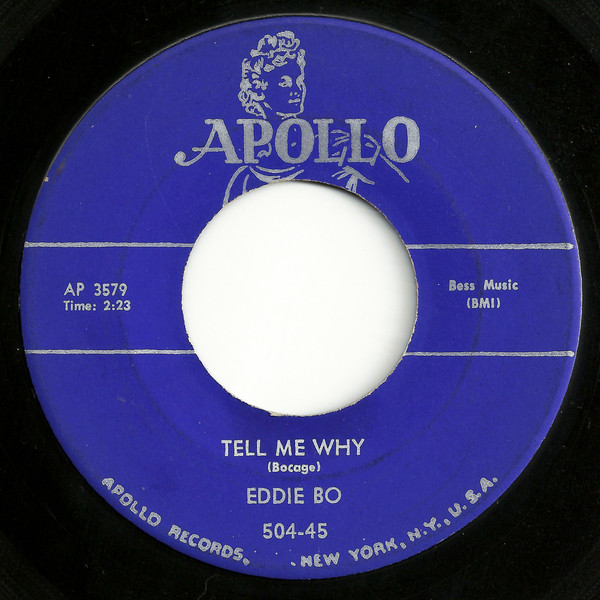 APOLLO
AP 3579
Time: 2:23
Bess Music
(BMI)
TELL ME WHY
(Bocage)
EDDIE BO
504-45
APOLLO RECORDS, . NEW YORK, N.Y., U.S.A.